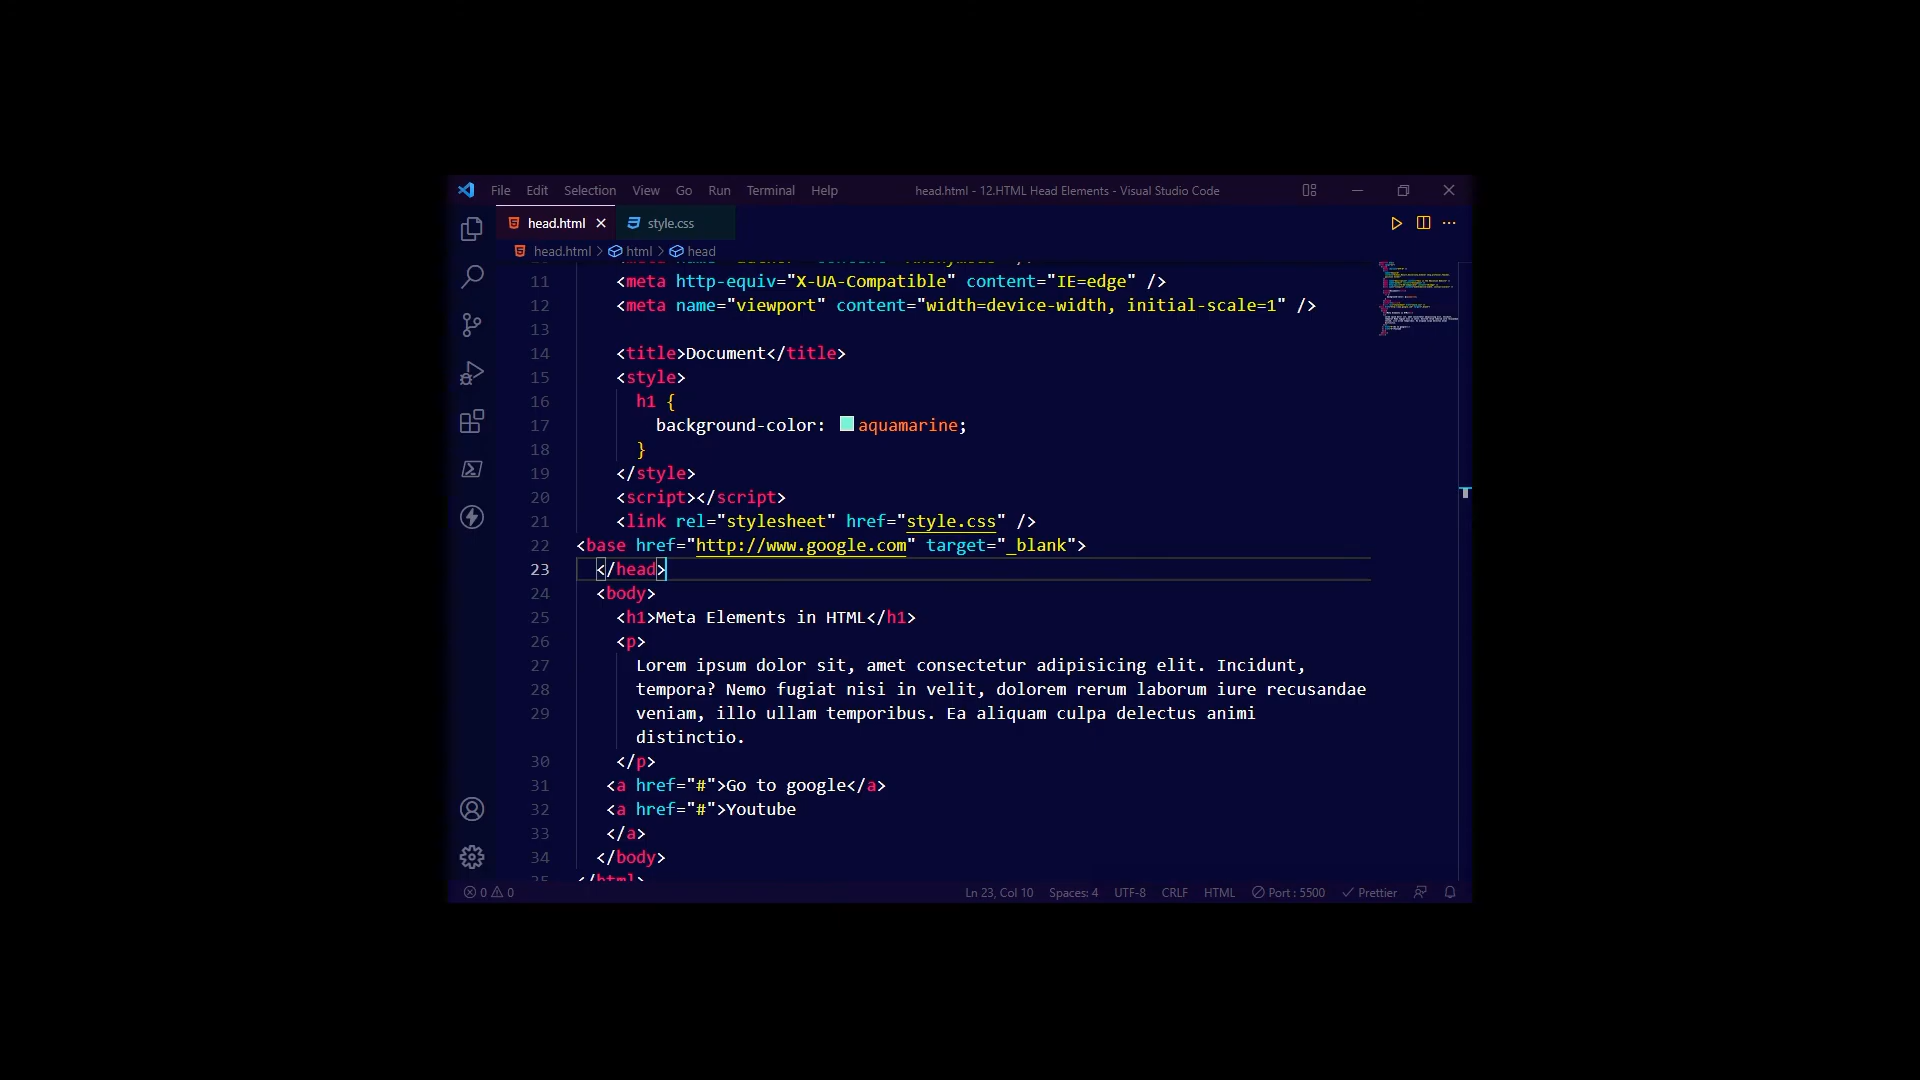 File Edit Selection View Go Run Terminal Help head.html - 12.HTML Head Elements - Visual Studio Code
head.html style.css
head.html > html > head
11 <meta http-equiv="X-UA-Compatible" content="IE=edge" />
12 <meta name="viewport" content="width=device-width, initial-scale=1" />
13
14 <title>Document</title>
15 <style>
16 h1 {
17 background-color: aquamarine;
18 }
19 </style>
20 <script></script>
21 <link rel="stylesheet" href="style.css" />
22 <base href="http://www.google.com" target="_blank">
23 </head>
24 <body>
25 <h1>Meta Elements in HTML</h1>
26 <p>
27 Lorem ipsum dolor sit, amet consectetur adipisicing elit. Incidunt,
28 tempora? Nemo fugiat nisi in velit, dolorem rerum laborum iure recusandae
29 veniam, illo ullam temporibus. Ea aliquam culpa delectus animi
distinctio.
30 </p>
31 <a href="#">Go to google</a>
32 <a href="#">Youtube
33 </a>
34 </body>
35 </html>
0 0 Ln 23, Col 10 Spaces: 4 UTF-8 CRLF HTML Port : 5500 Prettier